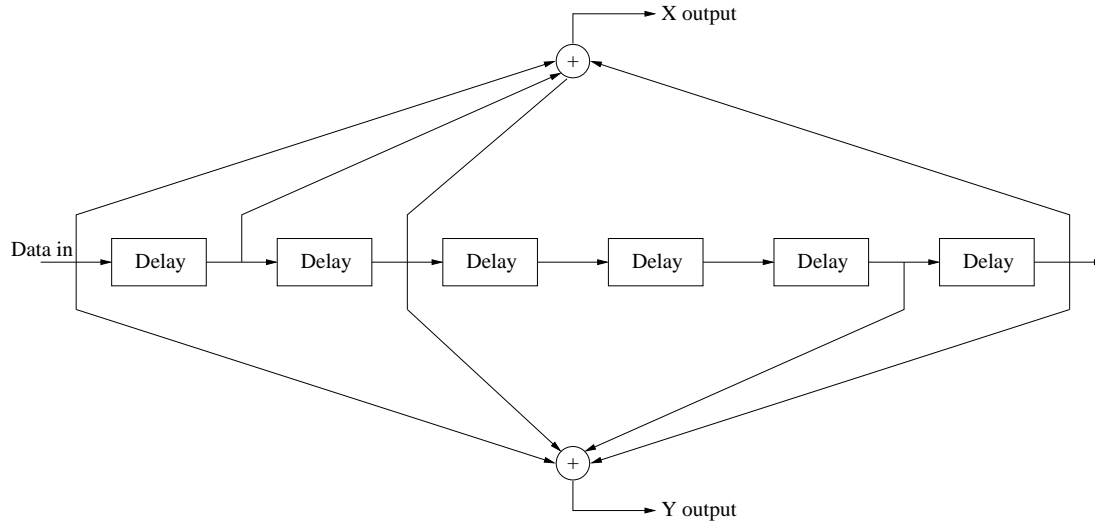 X output
+
Data in
Delay
Delay
Delay
Delay
Delay
Delay
+
Y output